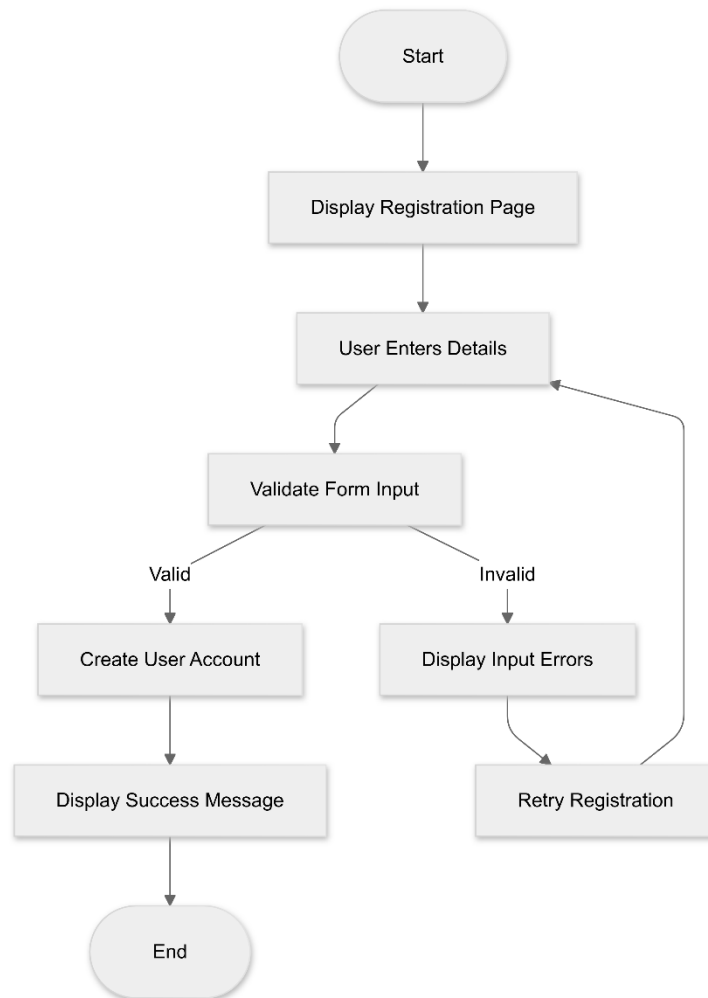 Start
Display Registration Page
User Enters Details
Validate Form Input
Valid
Invalid
Create User Account
Display Input Errors
Display Success Message
Retry Registration
End